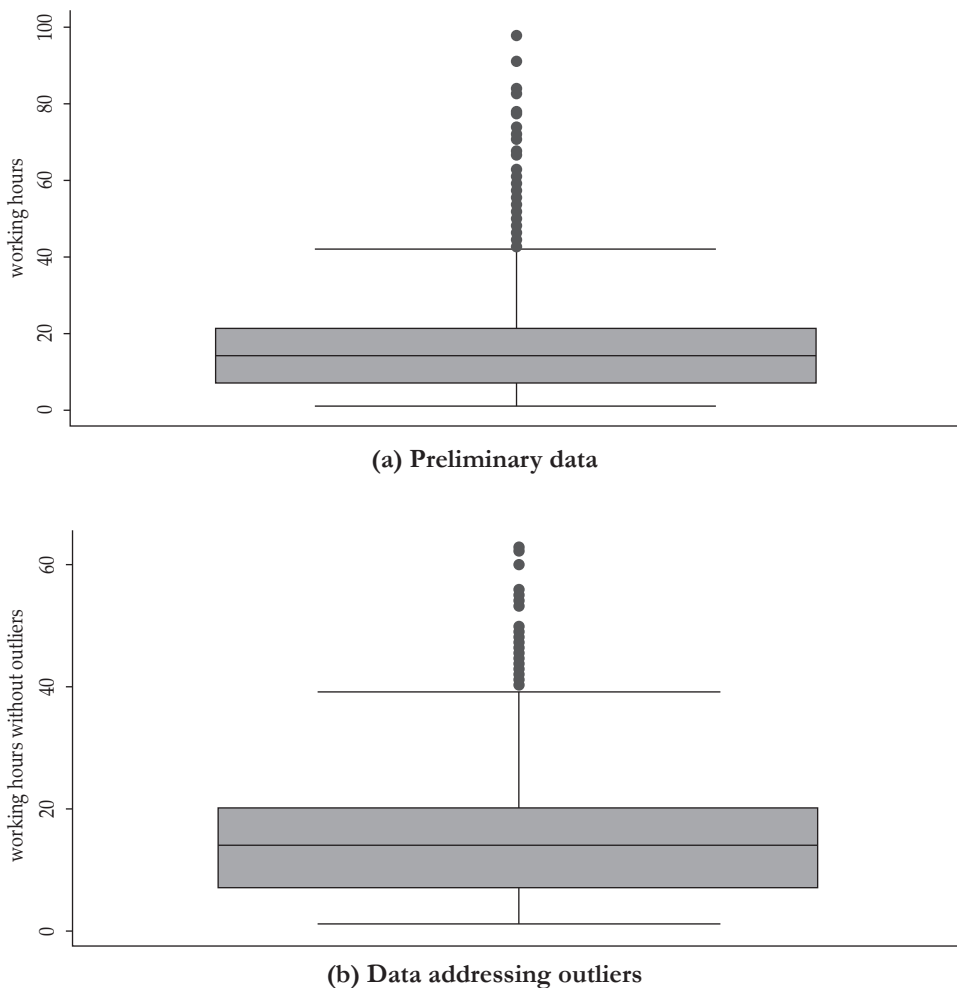 100
80
60
40
20
0
working hours
(a) Preliminary data
60
40
20
0
working hours without outliers
(b) Data addressing outliers